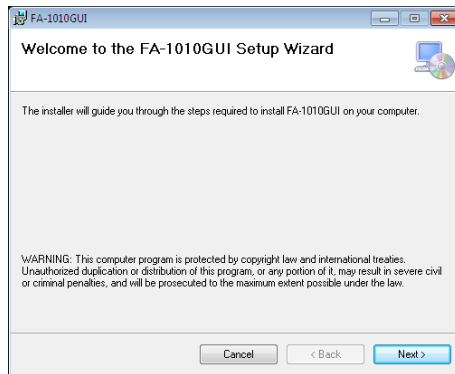 FA-1010GUI
Welcome to the FA-1010GUI Setup Wizard
The installer will guide you through the steps required to install FA-1010GUI on your computer.
WARNING: This computer program is protected by copyright law and international treaties.
Unauthorized duplication or distribution of this program, or any portion of it, may result in severe civil
or criminal penalties, and will be prosecuted to the maximum extent possible under the law.
Cancel < Back Next >